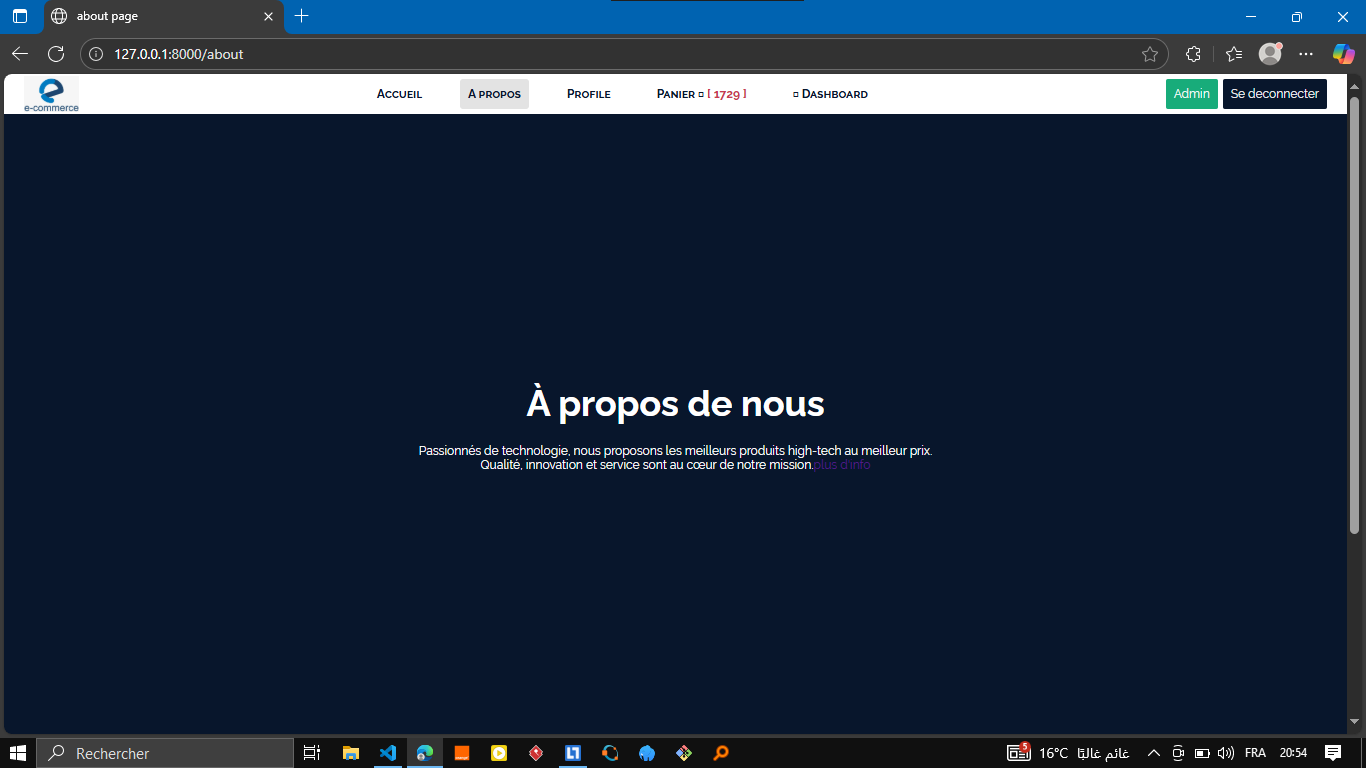 about page
127.0.0.1:8000/about
e-commerce
Accueil
A propos
Profile
Panier [ 1729 ]
Dashboard
Admin
Se deconnecter
À propos de nous
Passionnés de technologie, nous proposons les meilleurs produits high-tech au meilleur prix.
Qualité, innovation et service sont au cœur de notre mission.plus d'info
Rechercher
5
16°C غائم غالبًا
FRA
20:54